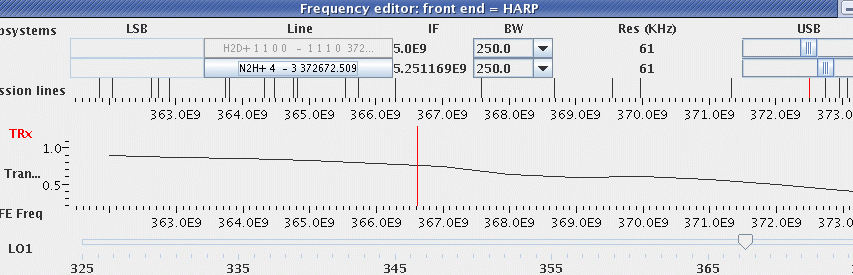 Frequency editor: front end = HARP
bsystems LSB Line IF BW Res (KHz) USB
H2D+ 1 1 0 0 - 1 1 1 0 372... 5.0E9 250.0 61
N2H+ 4 - 3 372672.509 5.251169E9 250.0 61
ssion lines
363.0E9 364.0E9 365.0E9 366.0E9 367.0E9 368.0E9 369.0E9 370.0E9 371.0E9 372.0E9 373.0
TRx
1.0
Tran...
0.5
FE Freq
363.0E9 364.0E9 365.0E9 366.0E9 367.0E9 368.0E9 369.0E9 370.0E9 371.0E9 372.0E9 373.0
LO1
325 335 345 355 365